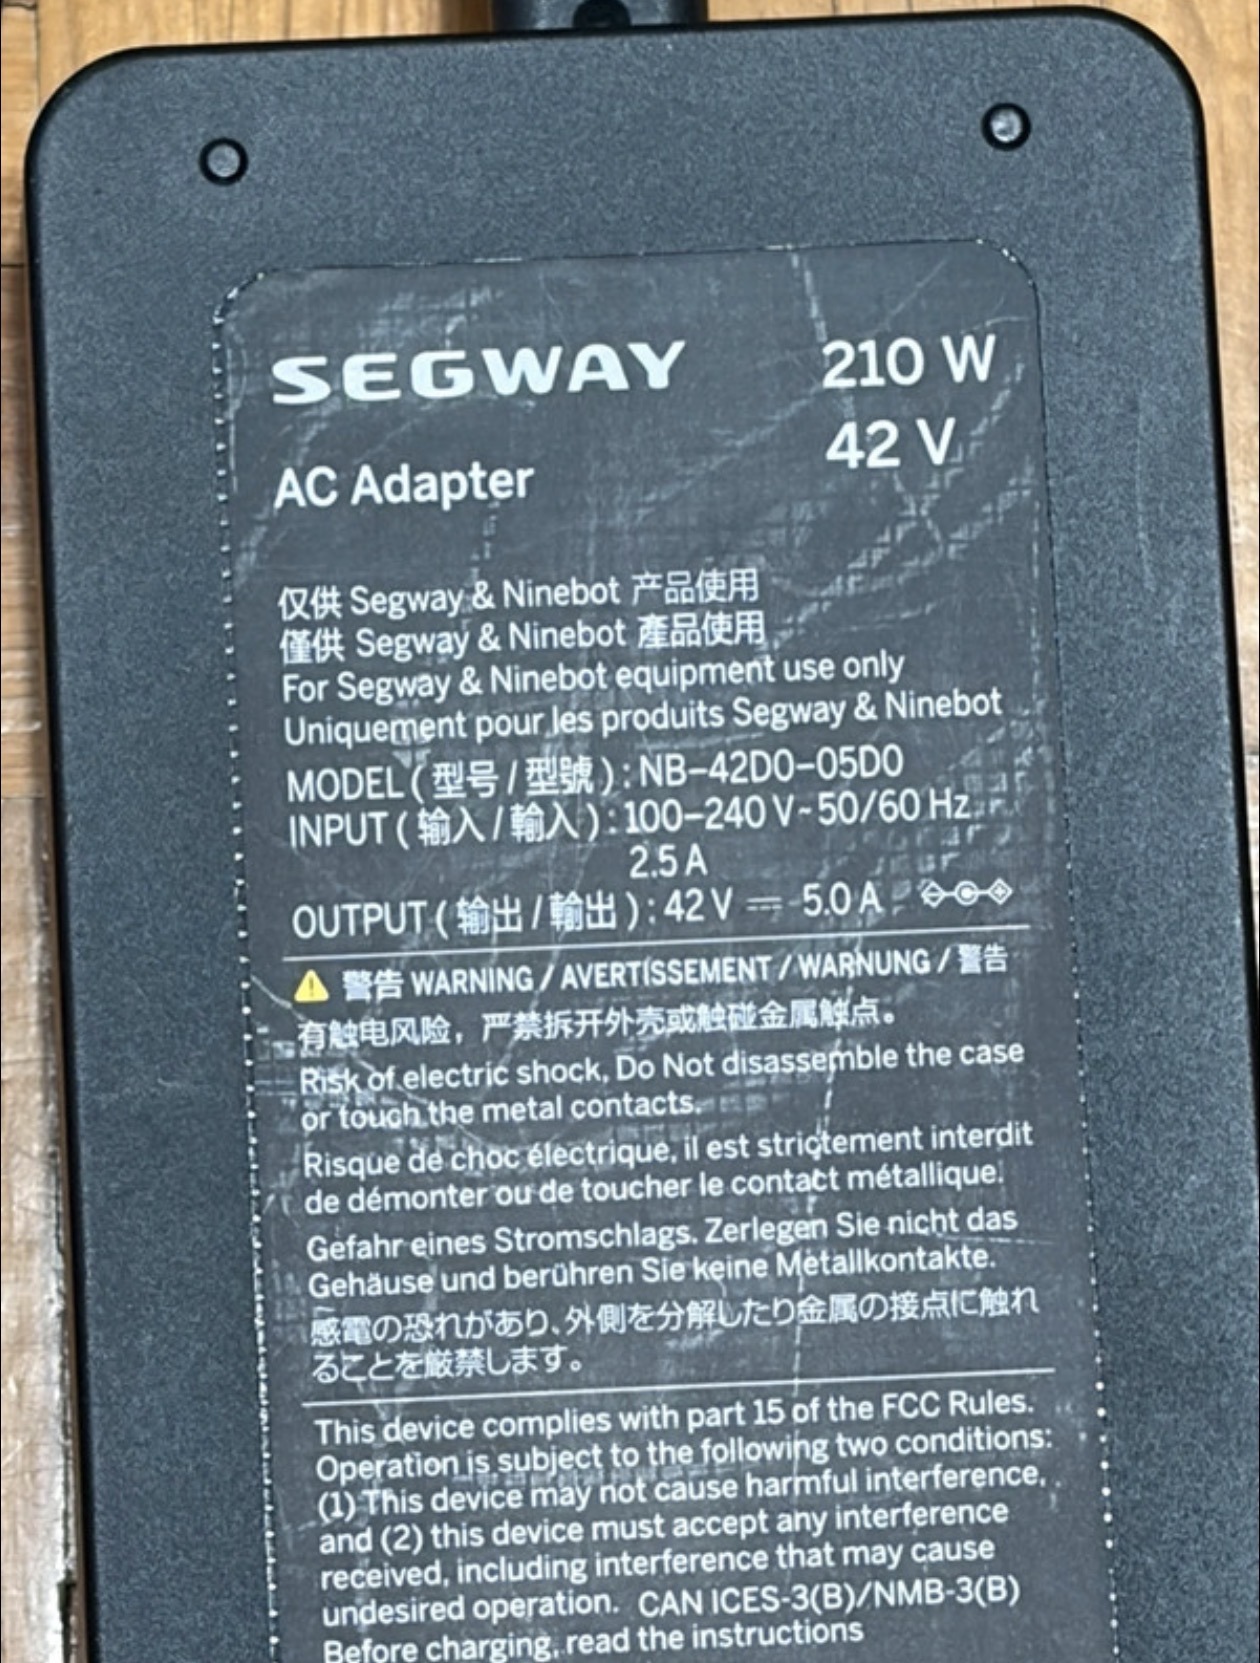 SEGWAY 210 W
42 V
AC Adapter
仅供 Segway & Ninebot 产品使用
僅供 Segway & Ninebot 產品使用
For Segway & Ninebot equipment use only
Uniquement pour les produits Segway & Ninebot
MODEL ( 型号 / 型號 ) : NB-42D0-05D0
INPUT ( 输入 / 輸入 ) : 100-240 V~50/60 Hz
2.5 A
OUTPUT ( 输出 / 輸出 ) : 42 V ⎓ 5.0 A
警告 WARNING / AVERTISSEMENT / WARNUNG / 警告
有触电风险，严禁拆开外壳或触碰金属触点。
Risk of electric shock, Do Not disassemble the case
or touch the metal contacts.
Risque de choc électrique, il est strictement interdit
de démonter ou de toucher le contact métallique.
Gefahr eines Stromschlags. Zerlegen Sie nicht das
Gehäuse und berühren Sie keine Metallkontakte.
感電の恐れがあり、外側を分解したり金属の接点に触れ
ることを厳禁します。
This device complies with part 15 of the FCC Rules.
Operation is subject to the following two conditions:
(1) This device may not cause harmful interference,
and (2) this device must accept any interference
received, including interference that may cause
undesired operation. CAN ICES-3(B)/NMB-3(B)
Before charging, read the instructions